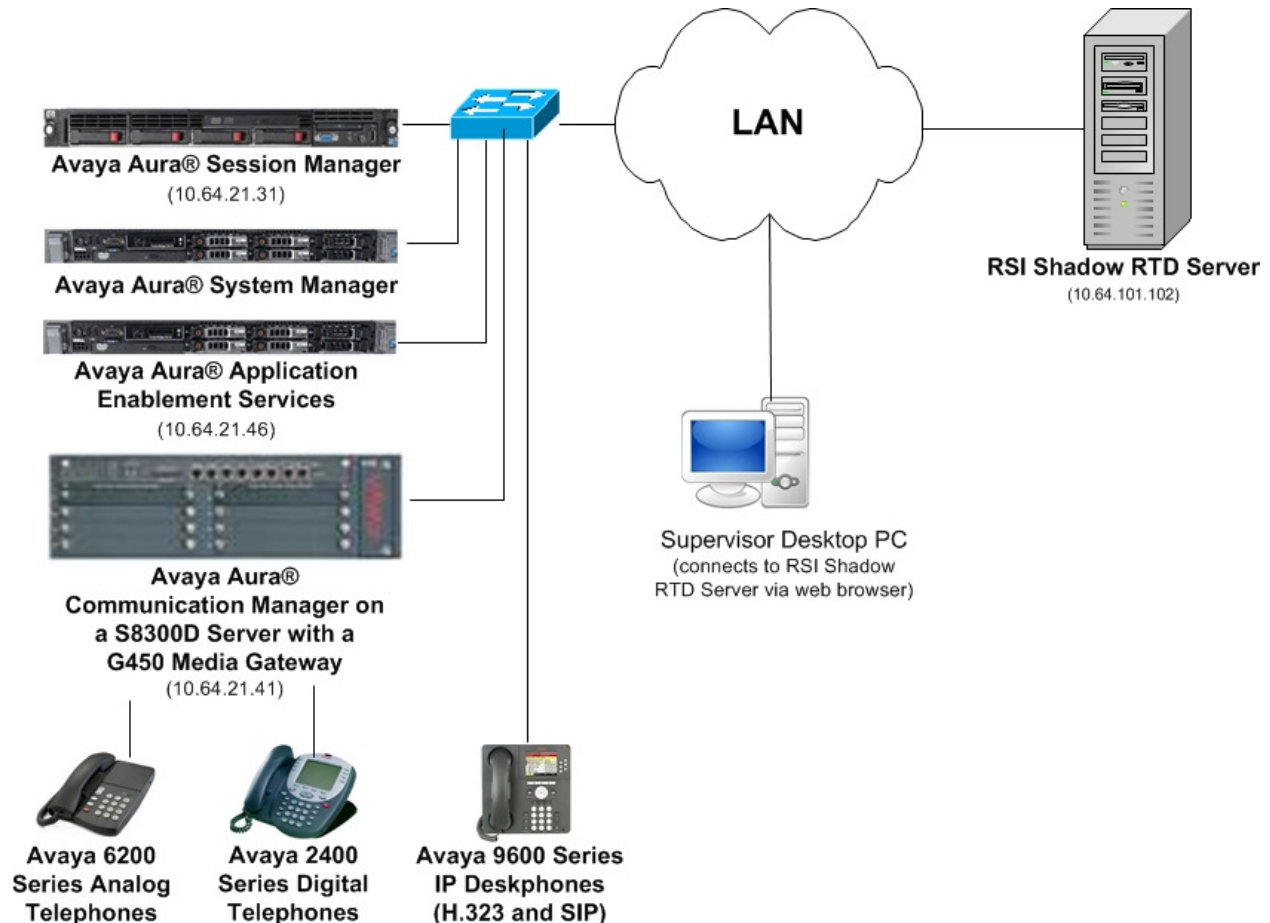 LAN
Avaya Aura® Session Manager
(10.64.21.31)
Avaya Aura® System Manager
RSI Shadow RTD Server
(10.64.101.102)
Avaya Aura® Application
Enablement Services
(10.64.21.46)
Supervisor Desktop PC
(connects to RSI Shadow
RTD Server via web browser)
Avaya Aura®
Communication Manager on
a S8300D Server with a
G450 Media Gateway
(10.64.21.41)
Avaya 6200
Series Analog
Telephones
Avaya 2400
Series Digital
Telephones
Avaya 9600 Series
IP Deskphones
(H.323 and SIP)